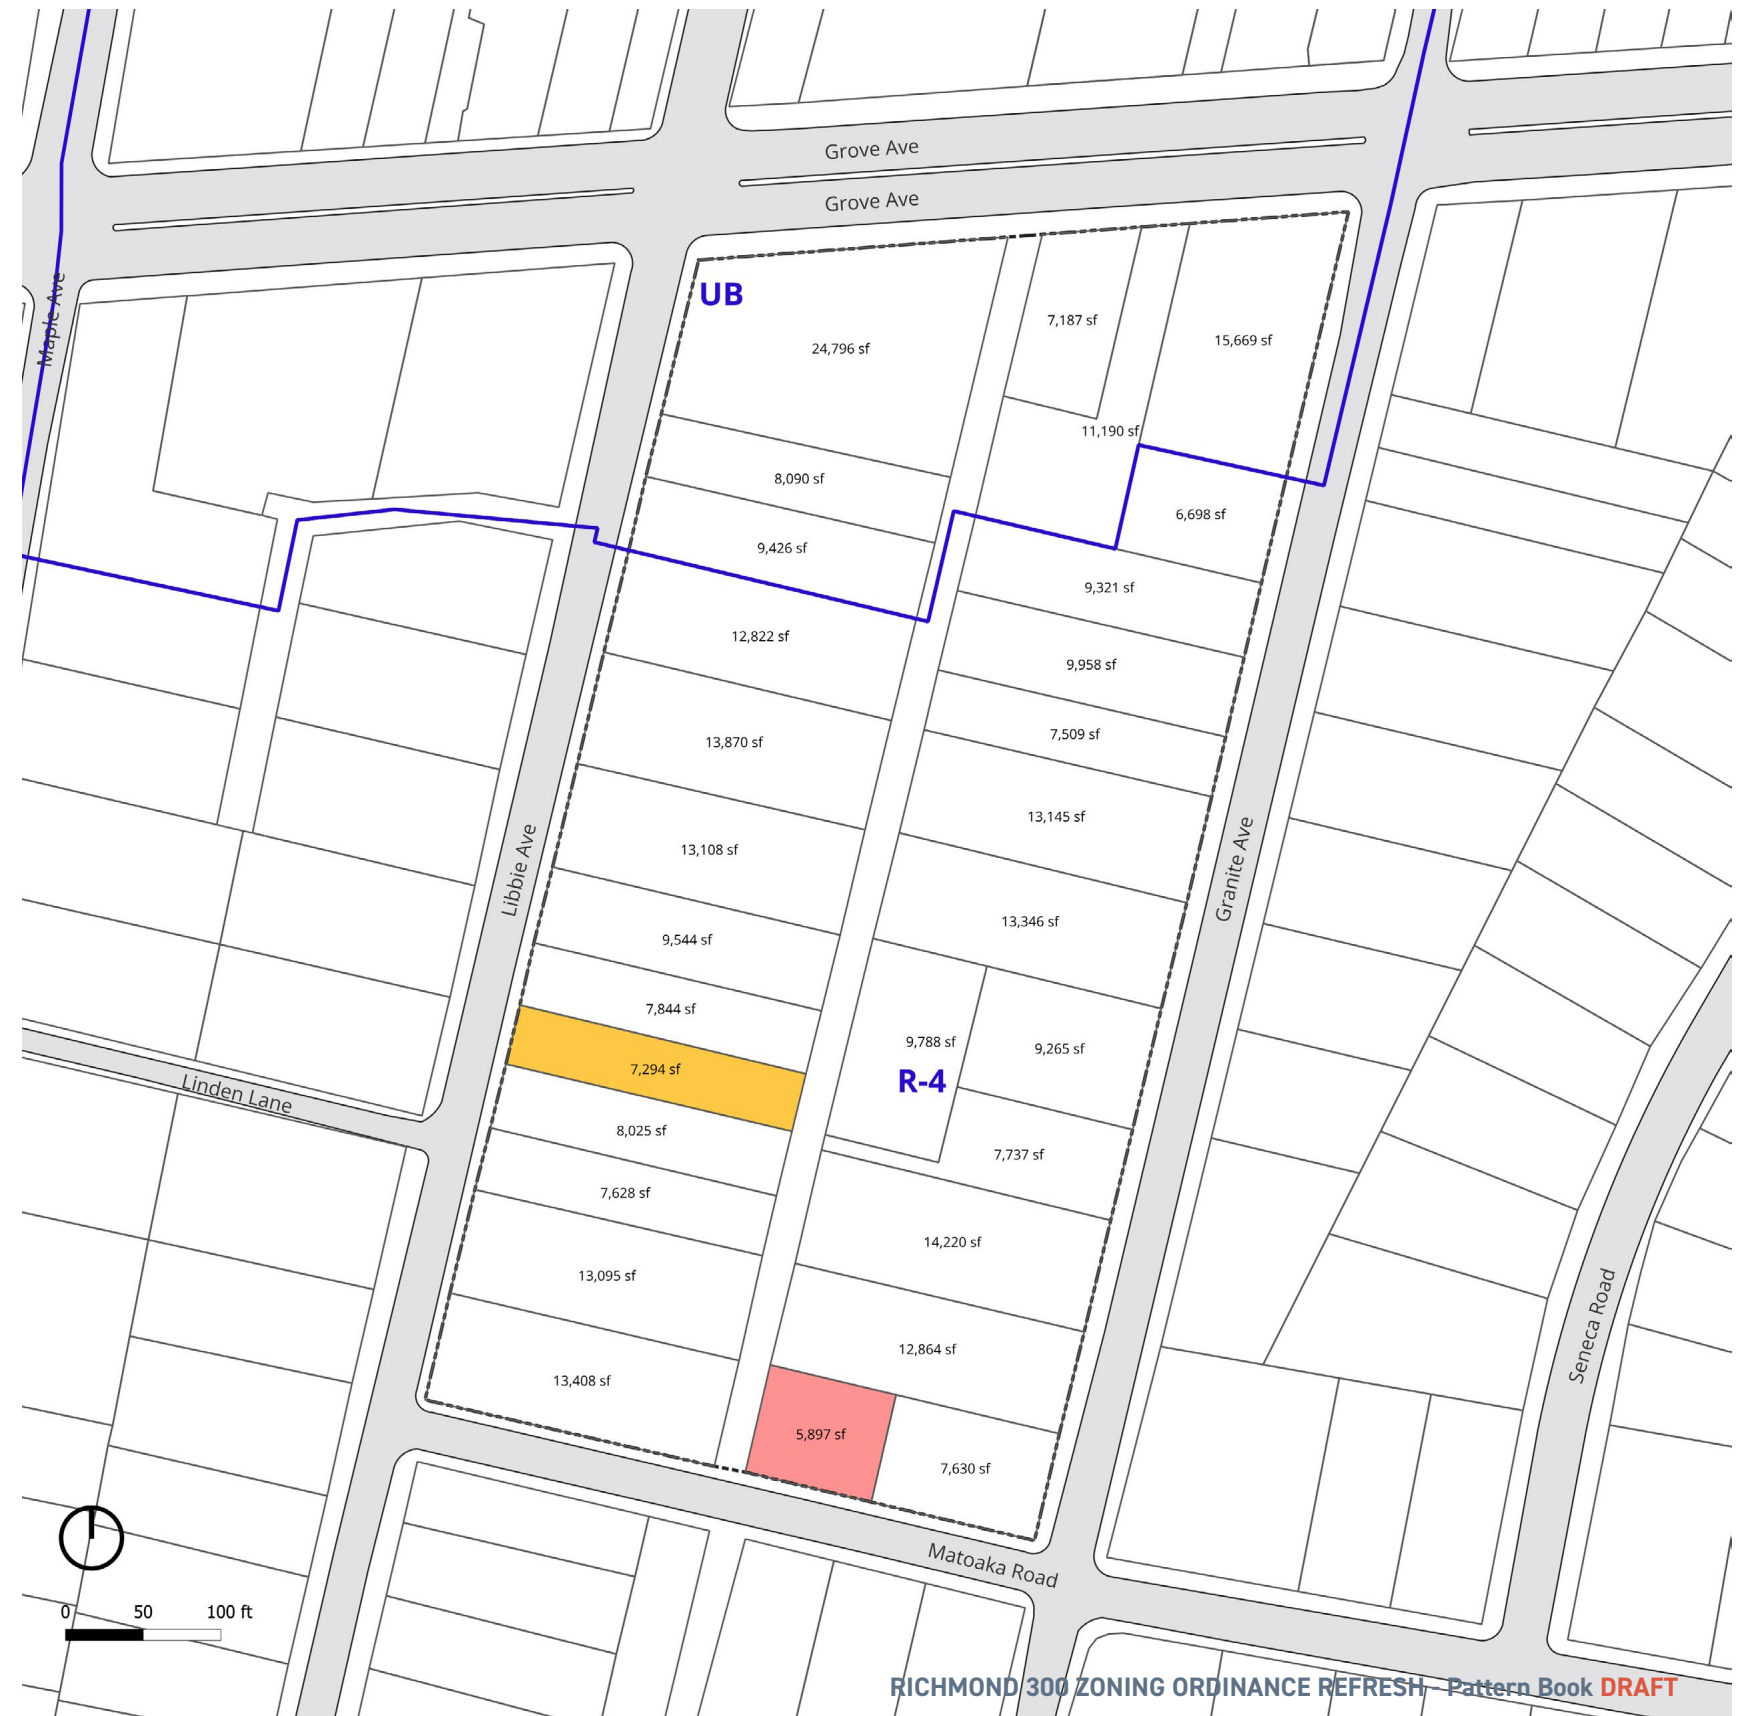 Grove Ave
Grove Ave
Maple Ave
UB
24,796 sf
7,187 sf
15,669 sf
11,190 sf
8,090 sf
6,698 sf
9,426 sf
9,321 sf
12,822 sf
9,958 sf
13,870 sf
7,509 sf
13,145 sf
13,108 sf
Libbie Ave
Granite Ave
13,346 sf
9,544 sf
7,844 sf
9,788 sf
9,265 sf
7,294 sf
R-4
Linden Lane
8,025 sf
7,737 sf
7,628 sf
14,220 sf
13,095 sf
Seneca Road
12,864 sf
13,408 sf
5,897 sf
7,630 sf
Matoaka Road
0 50 100 ft
RICHMOND 300 ZONING ORDINANCE REFRESH - Pattern Book DRAFT